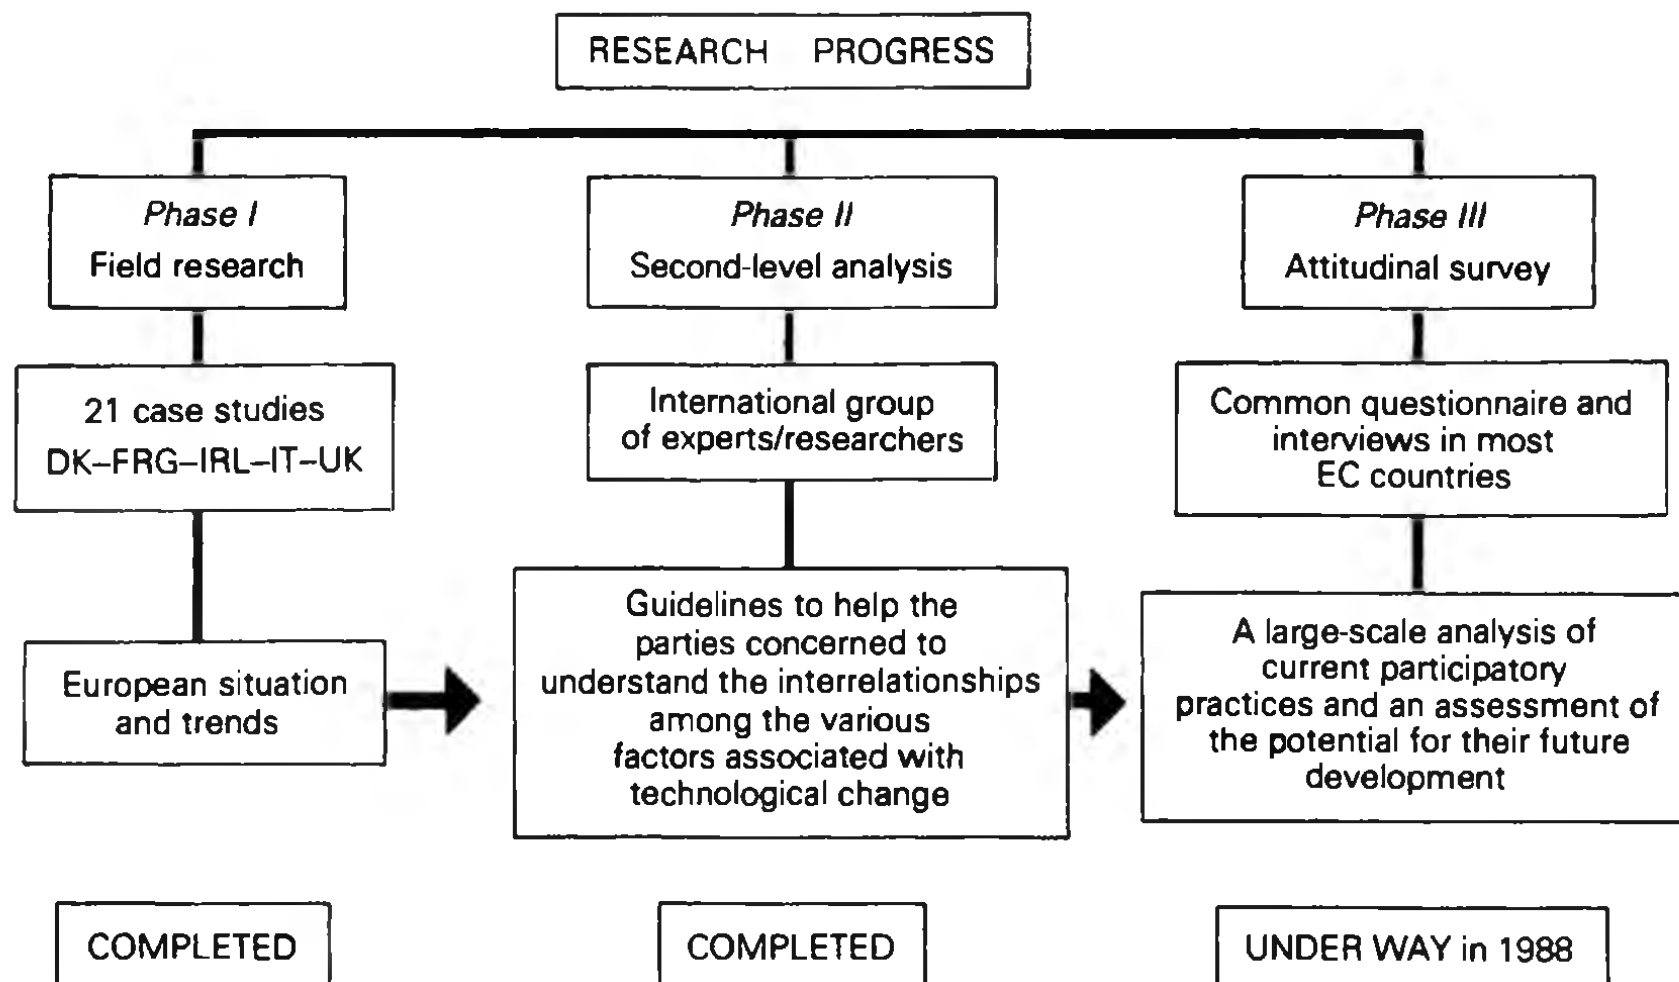 RESEARCH PROGRESS
Phase I
Field research
21 case studies
DK–FRG–IRL–IT–UK
European situation
and trends
COMPLETED
Phase II
Second-level analysis
International group
of experts/researchers
Guidelines to help the
parties concerned to
understand the interrelationships
among the various
factors associated with
technological change
COMPLETED
Phase III
Attitudinal survey
Common questionnaire and
interviews in most
EC countries
A large-scale analysis of
current participatory
practices and an assessment of
the potential for their future
development
UNDER WAY in 1988